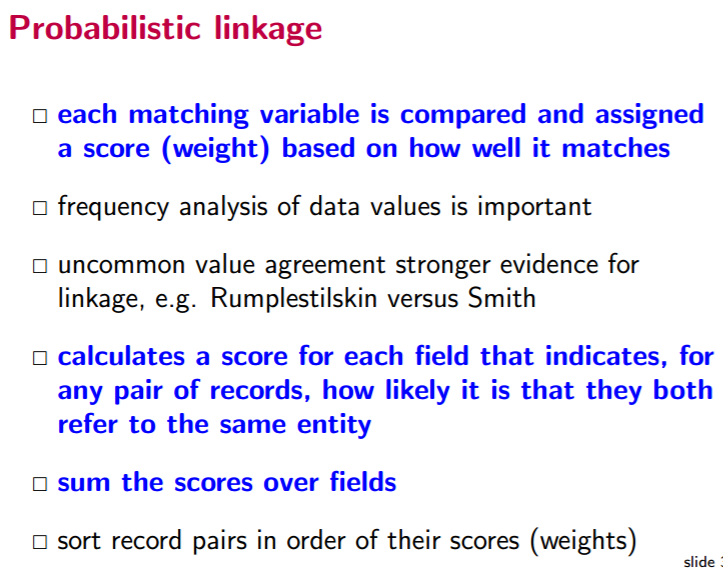 Probabilistic linkage
□ each matching variable is compared and assigned
a score (weight) based on how well it matches
□ frequency analysis of data values is important
□ uncommon value agreement stronger evidence for
linkage, e.g. Rumplestilskin versus Smith
□ calculates a score for each field that indicates, for
any pair of records, how likely it is that they both
refer to the same entity
□ sum the scores over fields
□ sort record pairs in order of their scores (weights)
slide